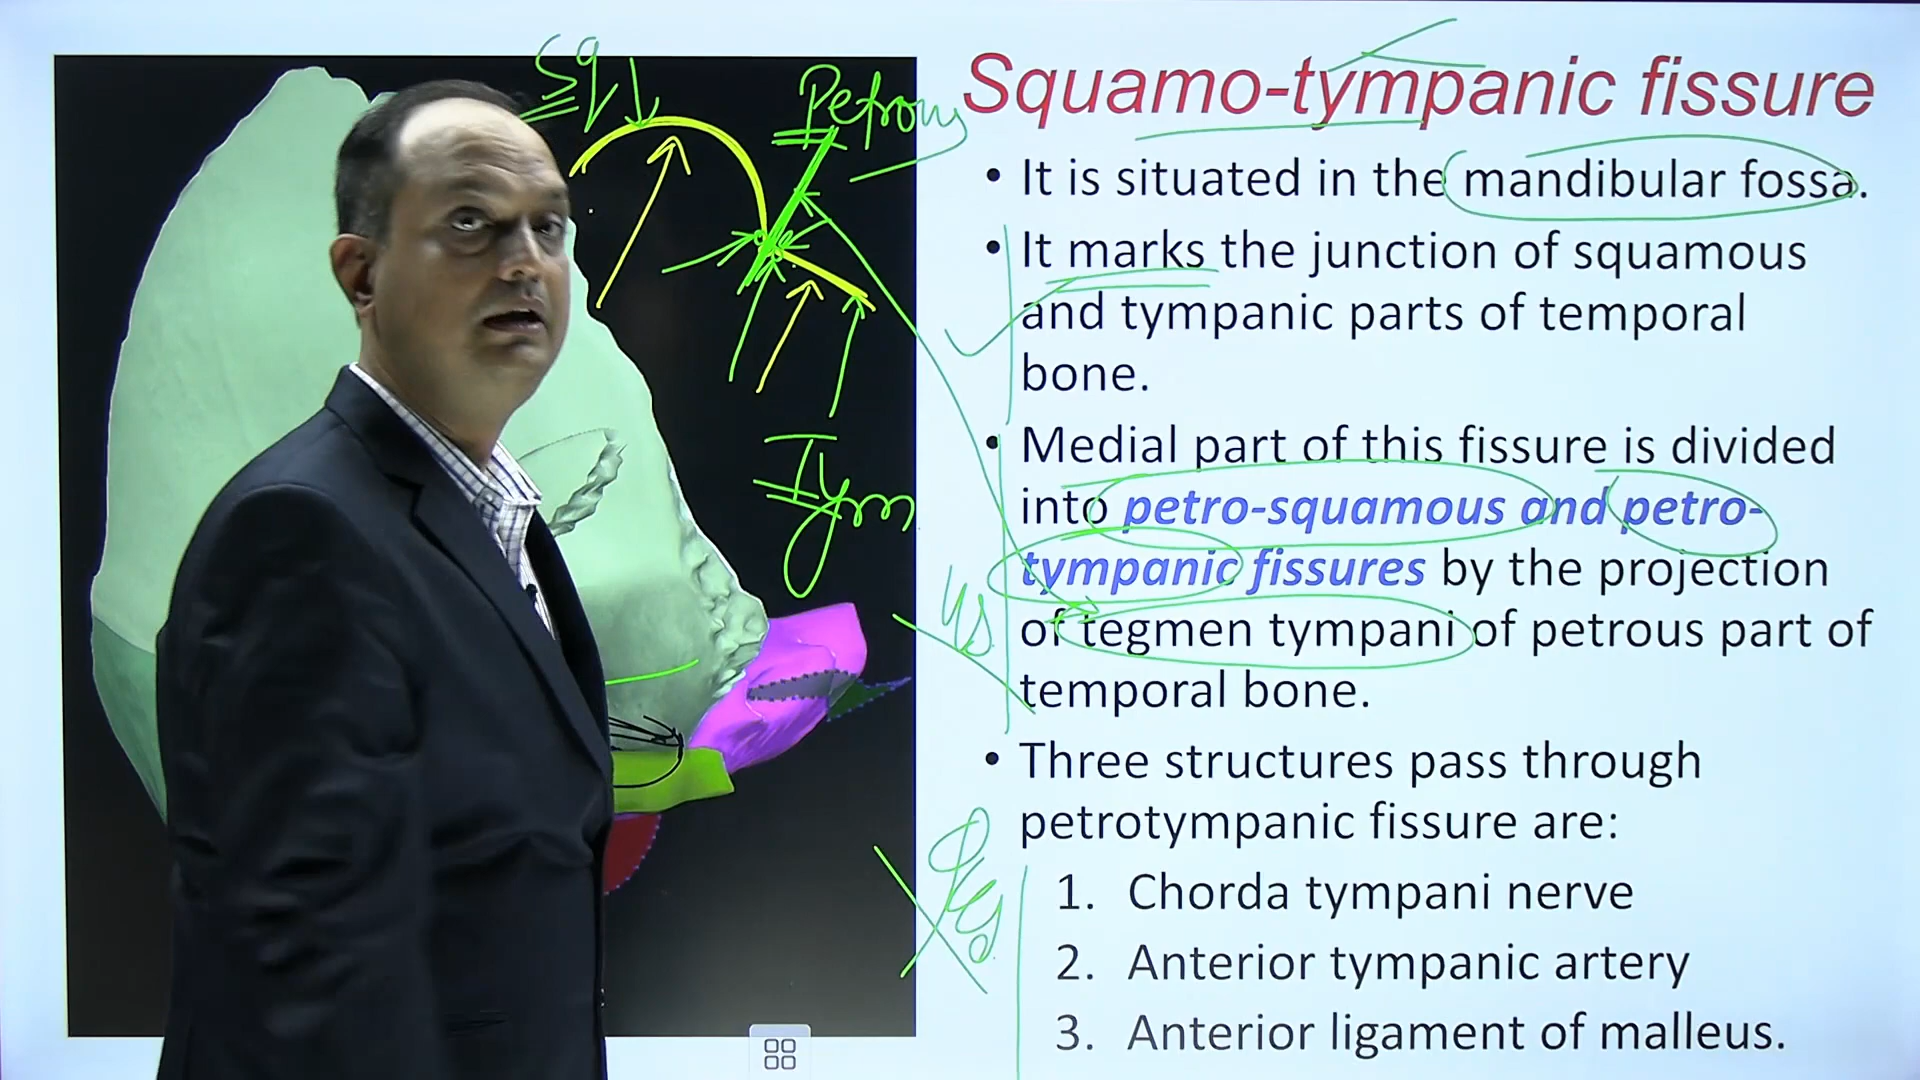 Squamo-tympanic fissure
• It is situated in the mandibular fossa.
• It marks the junction of squamous
and tympanic parts of temporal
bone.
• Medial part of this fissure is divided
into petro-squamous and petro-
tympanic fissures by the projection
of tegmen tympani of petrous part of
temporal bone.
• Three structures pass through
petrotympanic fissure are:
1. Chorda tympani nerve
2. Anterior tympanic artery
3. Anterior ligament of malleus.
Sq
Petrous
Tym